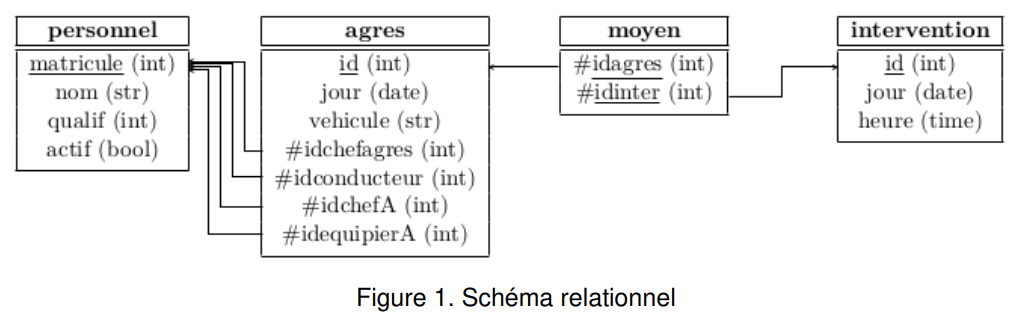 personnel
matricule (int)
nom (str)
qualif (int)
actif (bool)
agres
id (int)
jour (date)
vehicule (str)
#idchefagres (int)
#idconducteur (int)
#idchefA (int)
#idequipierA (int)
moyen
#idagres (int)
#idinter (int)
intervention
id (int)
jour (date)
heure (time)
Figure 1. Schéma relationnel